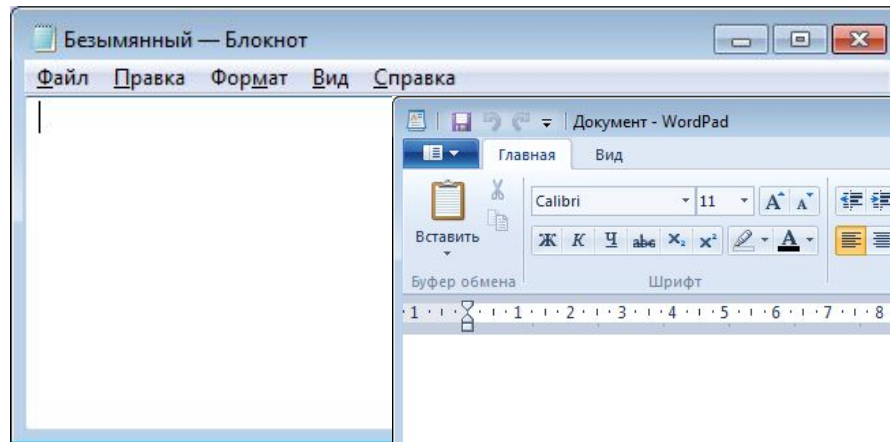 Безымянный — Блокнот
Файл Правка Формат Вид Справка
Документ - WordPad
Главная Вид
Calibri 11 A A
Вставить
Ж К Ч abc X₂ X² A
Буфер обмена Шрифт
1 1 2 3 4 5 6 7 8